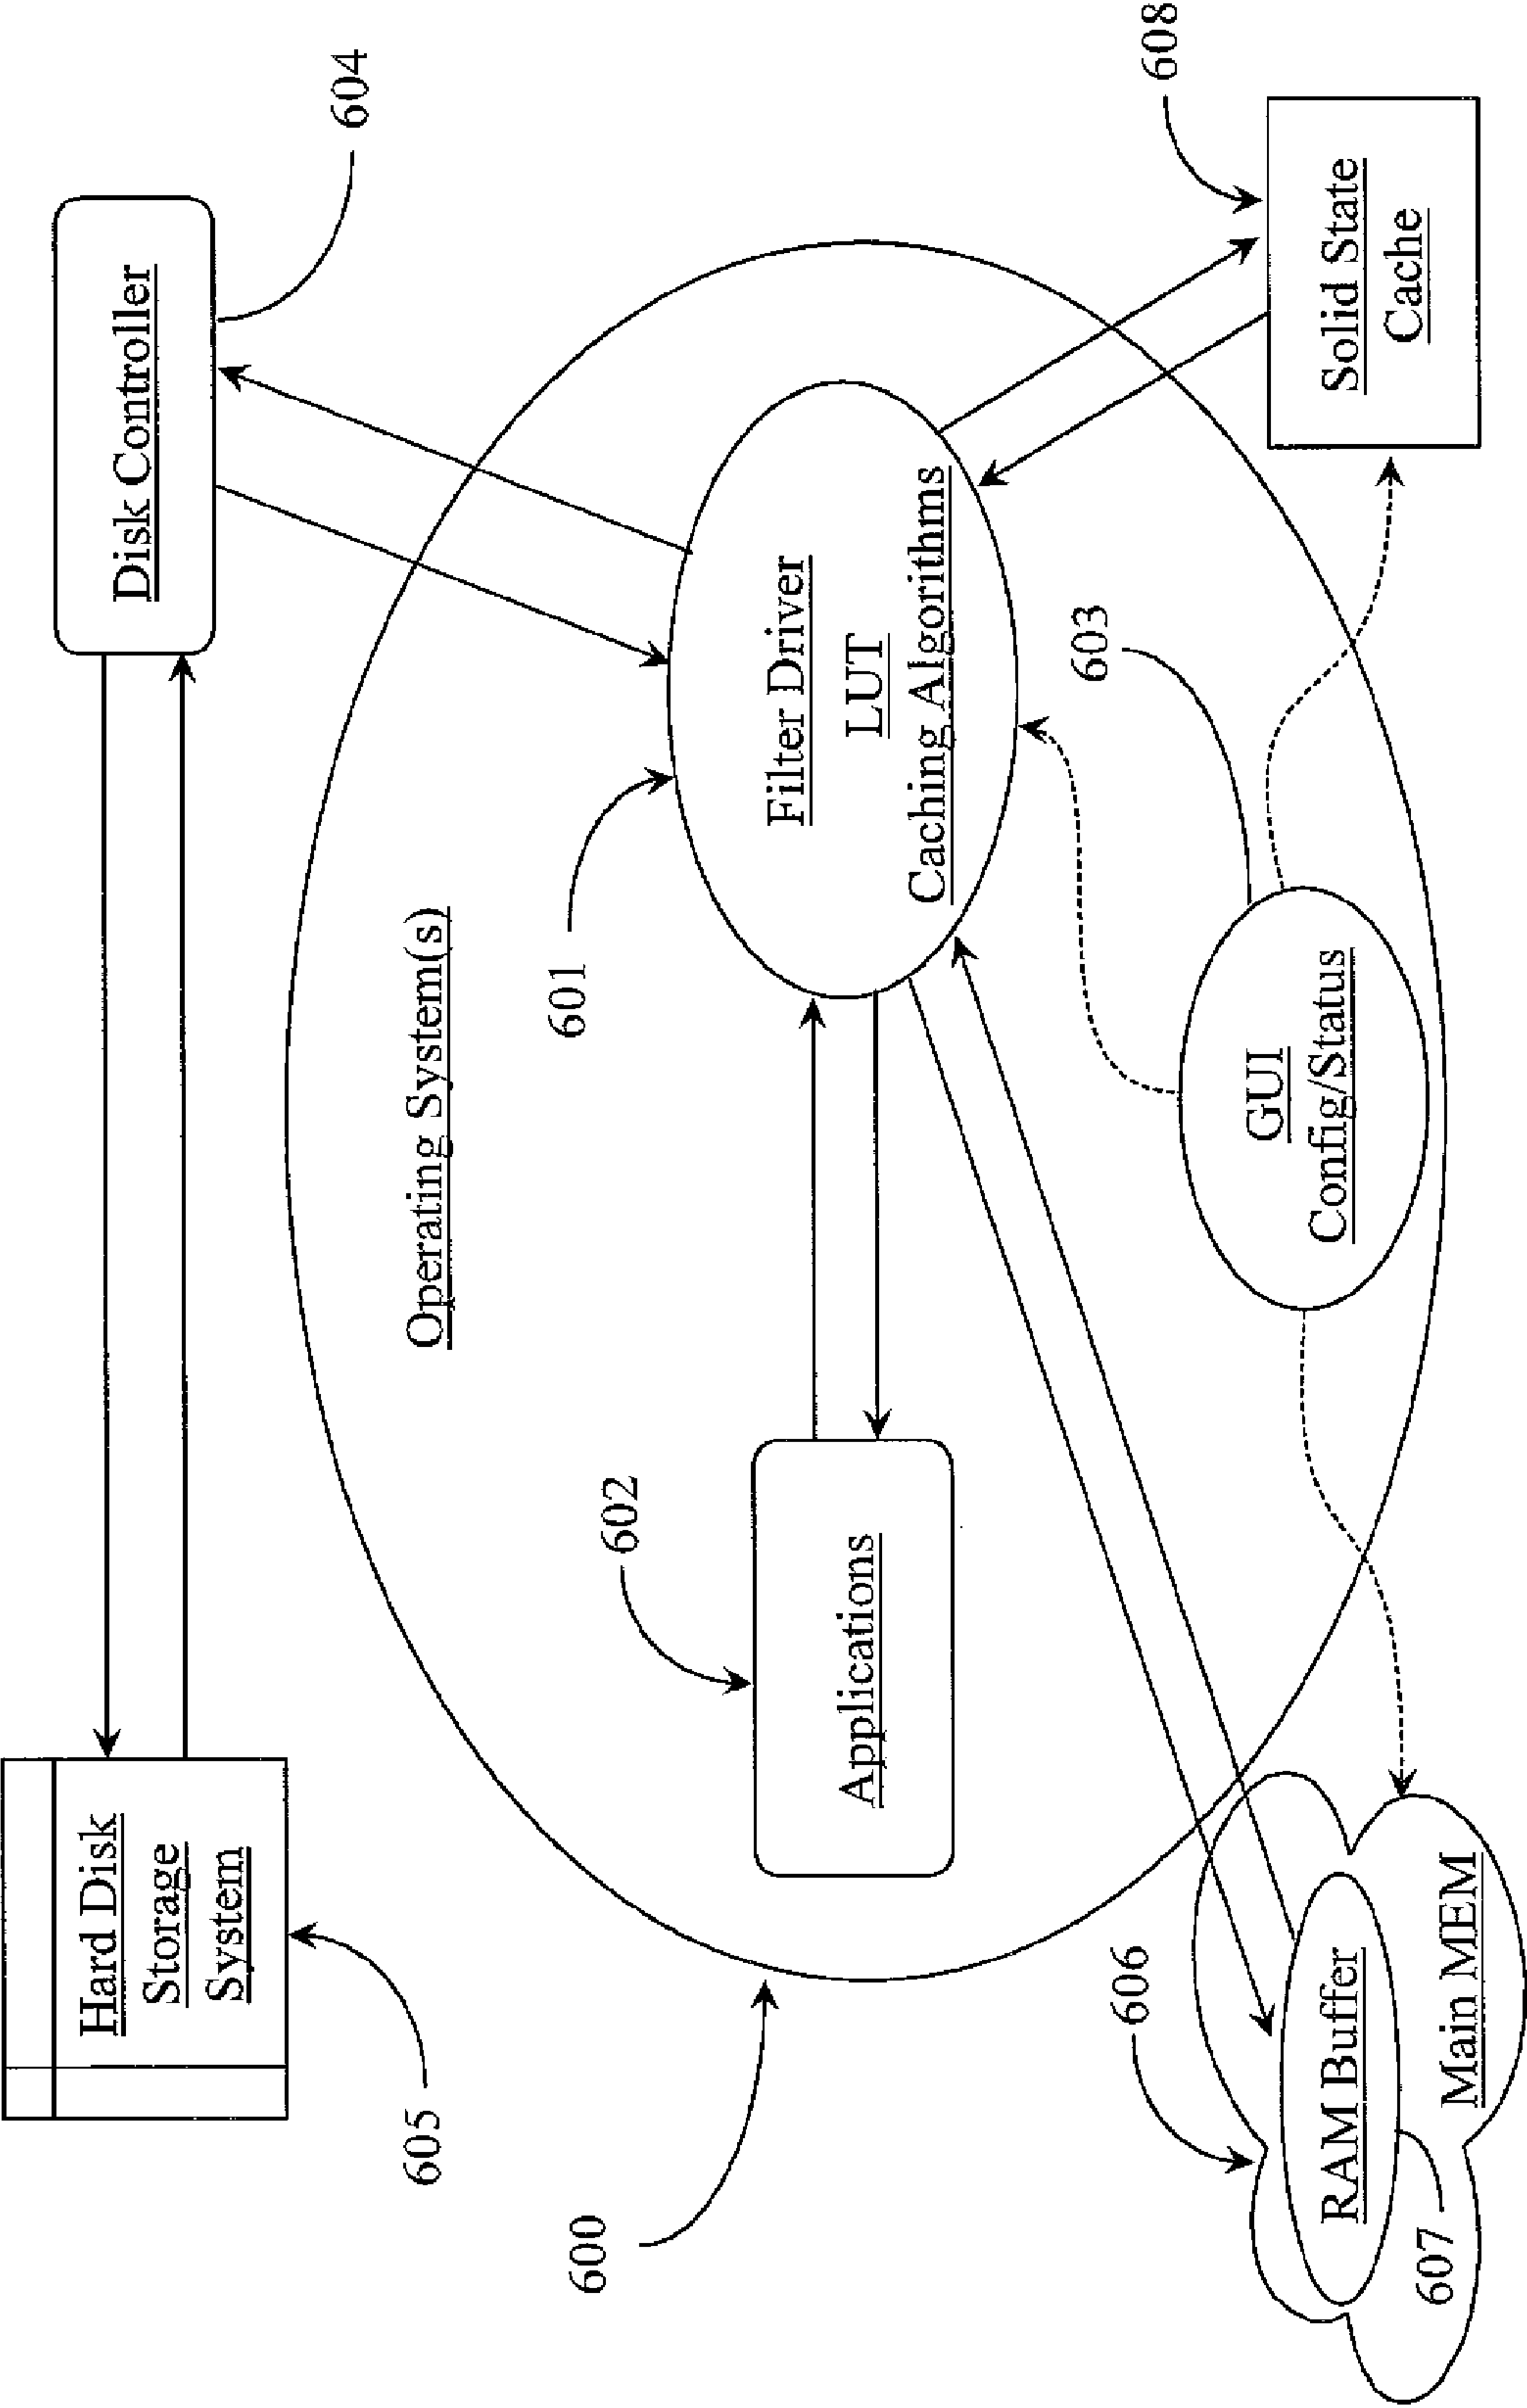 Hard Disk
Storage
System
605
Disk Controller
604
Operating System(s)
600
601
Filter Driver
LUT
Caching Algorithms
602
Applications
603
GUI
Config/Status
606
RAM Buffer
607
Main MEM
608
Solid State
Cache